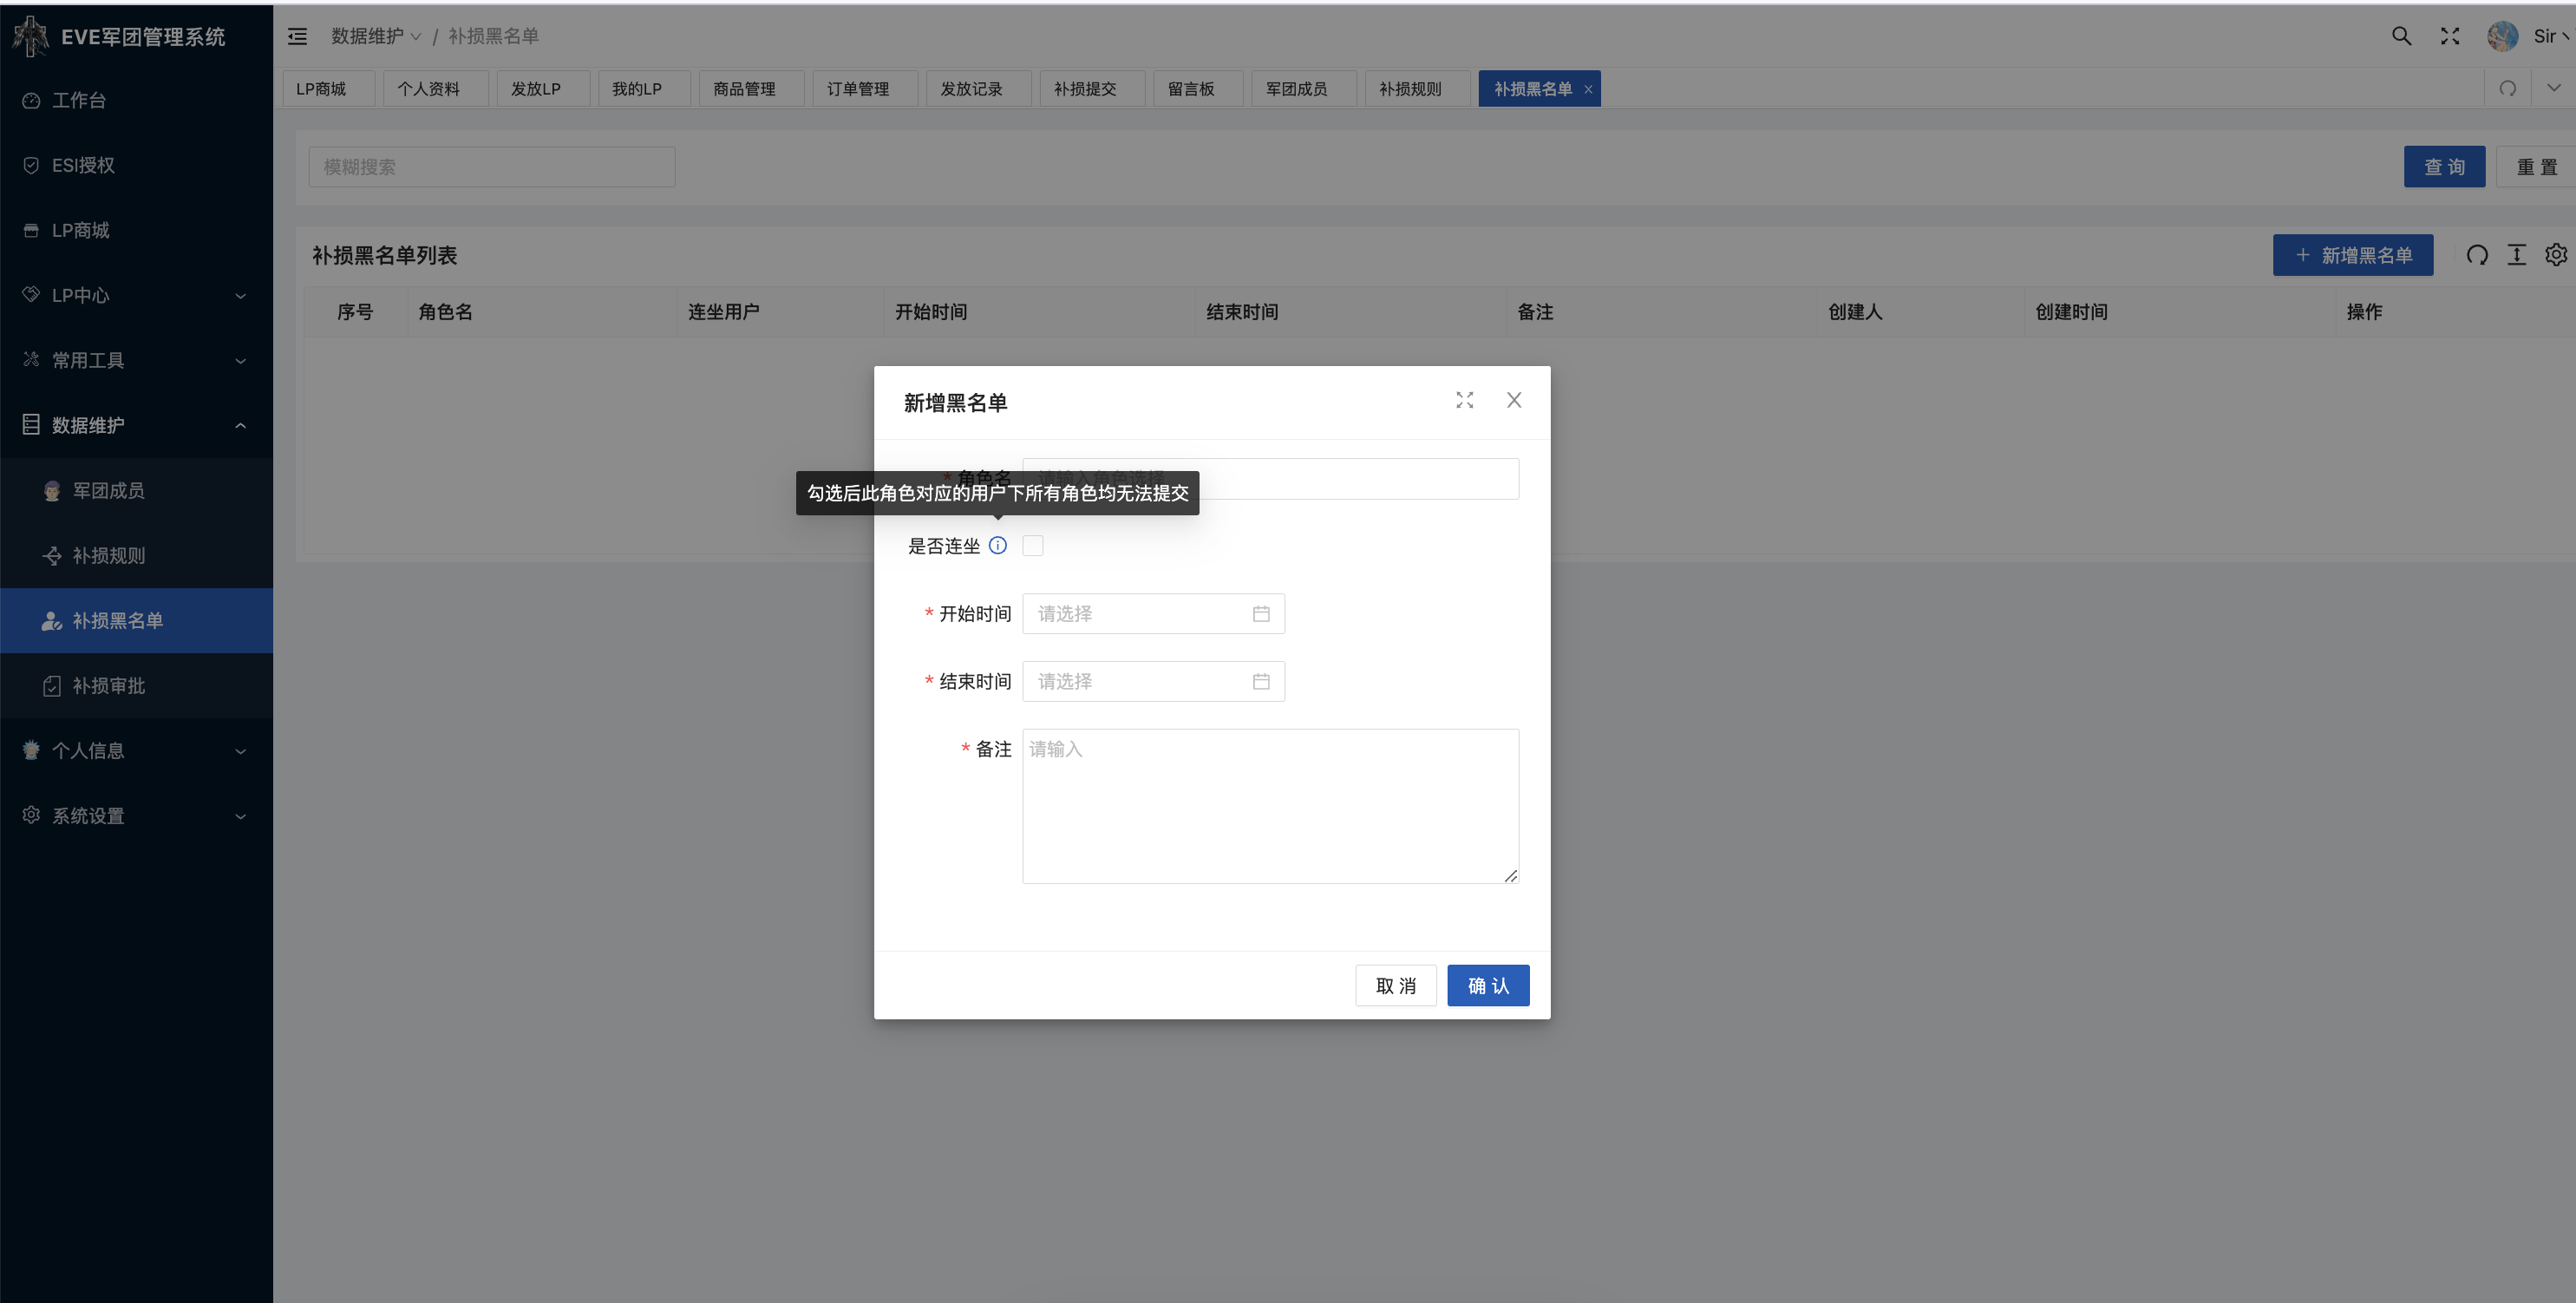 EVE军团管理系统
数据维护 / 补损黑名单
Sir丶
LP商城 个人资料 发放LP 我的LP 商品管理 订单管理 发放记录 补损提交 留言板 军团成员 补损规则 补损黑名单
工作台
ESI授权
LP商城
LP中心
常用工具
数据维护
军团成员
补损规则
补损黑名单
补损审批
个人信息
系统设置
模糊搜索
查 询
重 置
补损黑名单列表
新增黑名单
序号 角色名 连坐用户 开始时间 结束时间 备注 创建人 创建时间 操作
新增黑名单
* 角色名 请输入角色选择
勾选后此角色对应的用户下所有角色均无法提交
是否连坐
* 开始时间 请选择
* 结束时间 请选择
* 备注 请输入
取 消
确 认